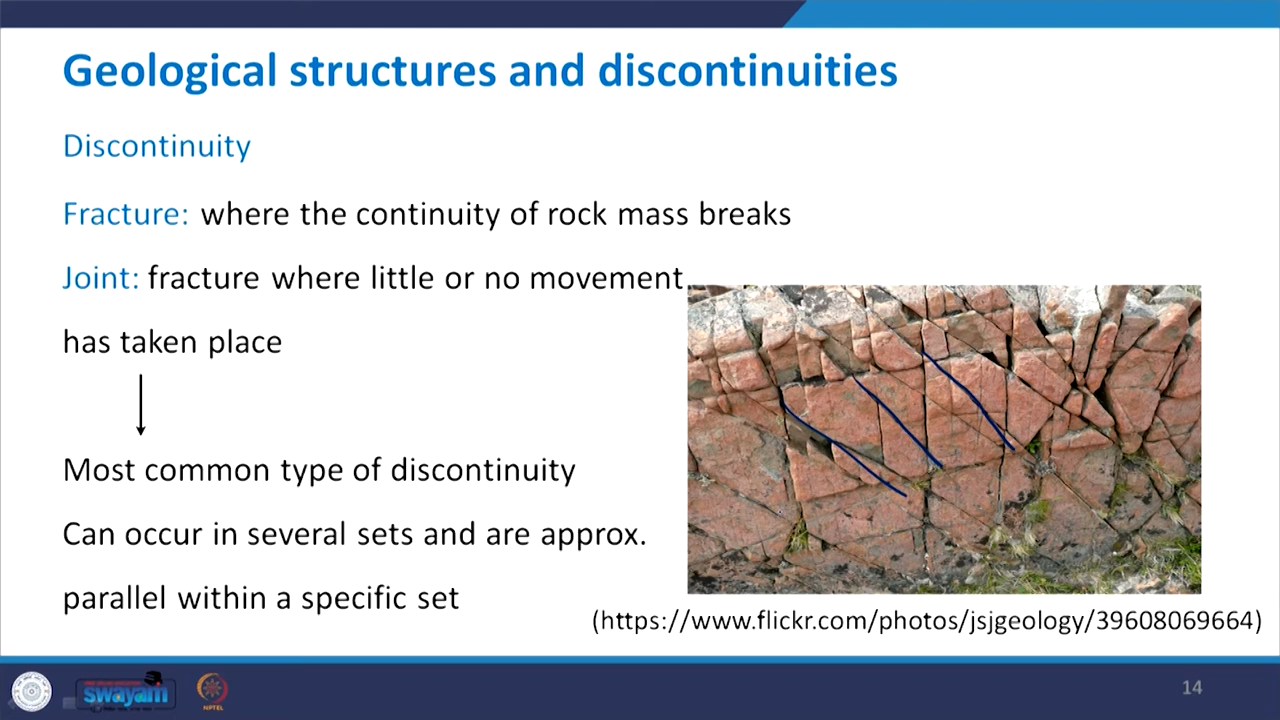 Geological structures and discontinuities
Discontinuity
Fracture: where the continuity of rock mass breaks
Joint: fracture where little or no movement
has taken place
Most common type of discontinuity
Can occur in several sets and are approx.
parallel within a specific set
(https://www.flickr.com/photos/jsjgeology/39608069664)
swayam
NPTEL
14